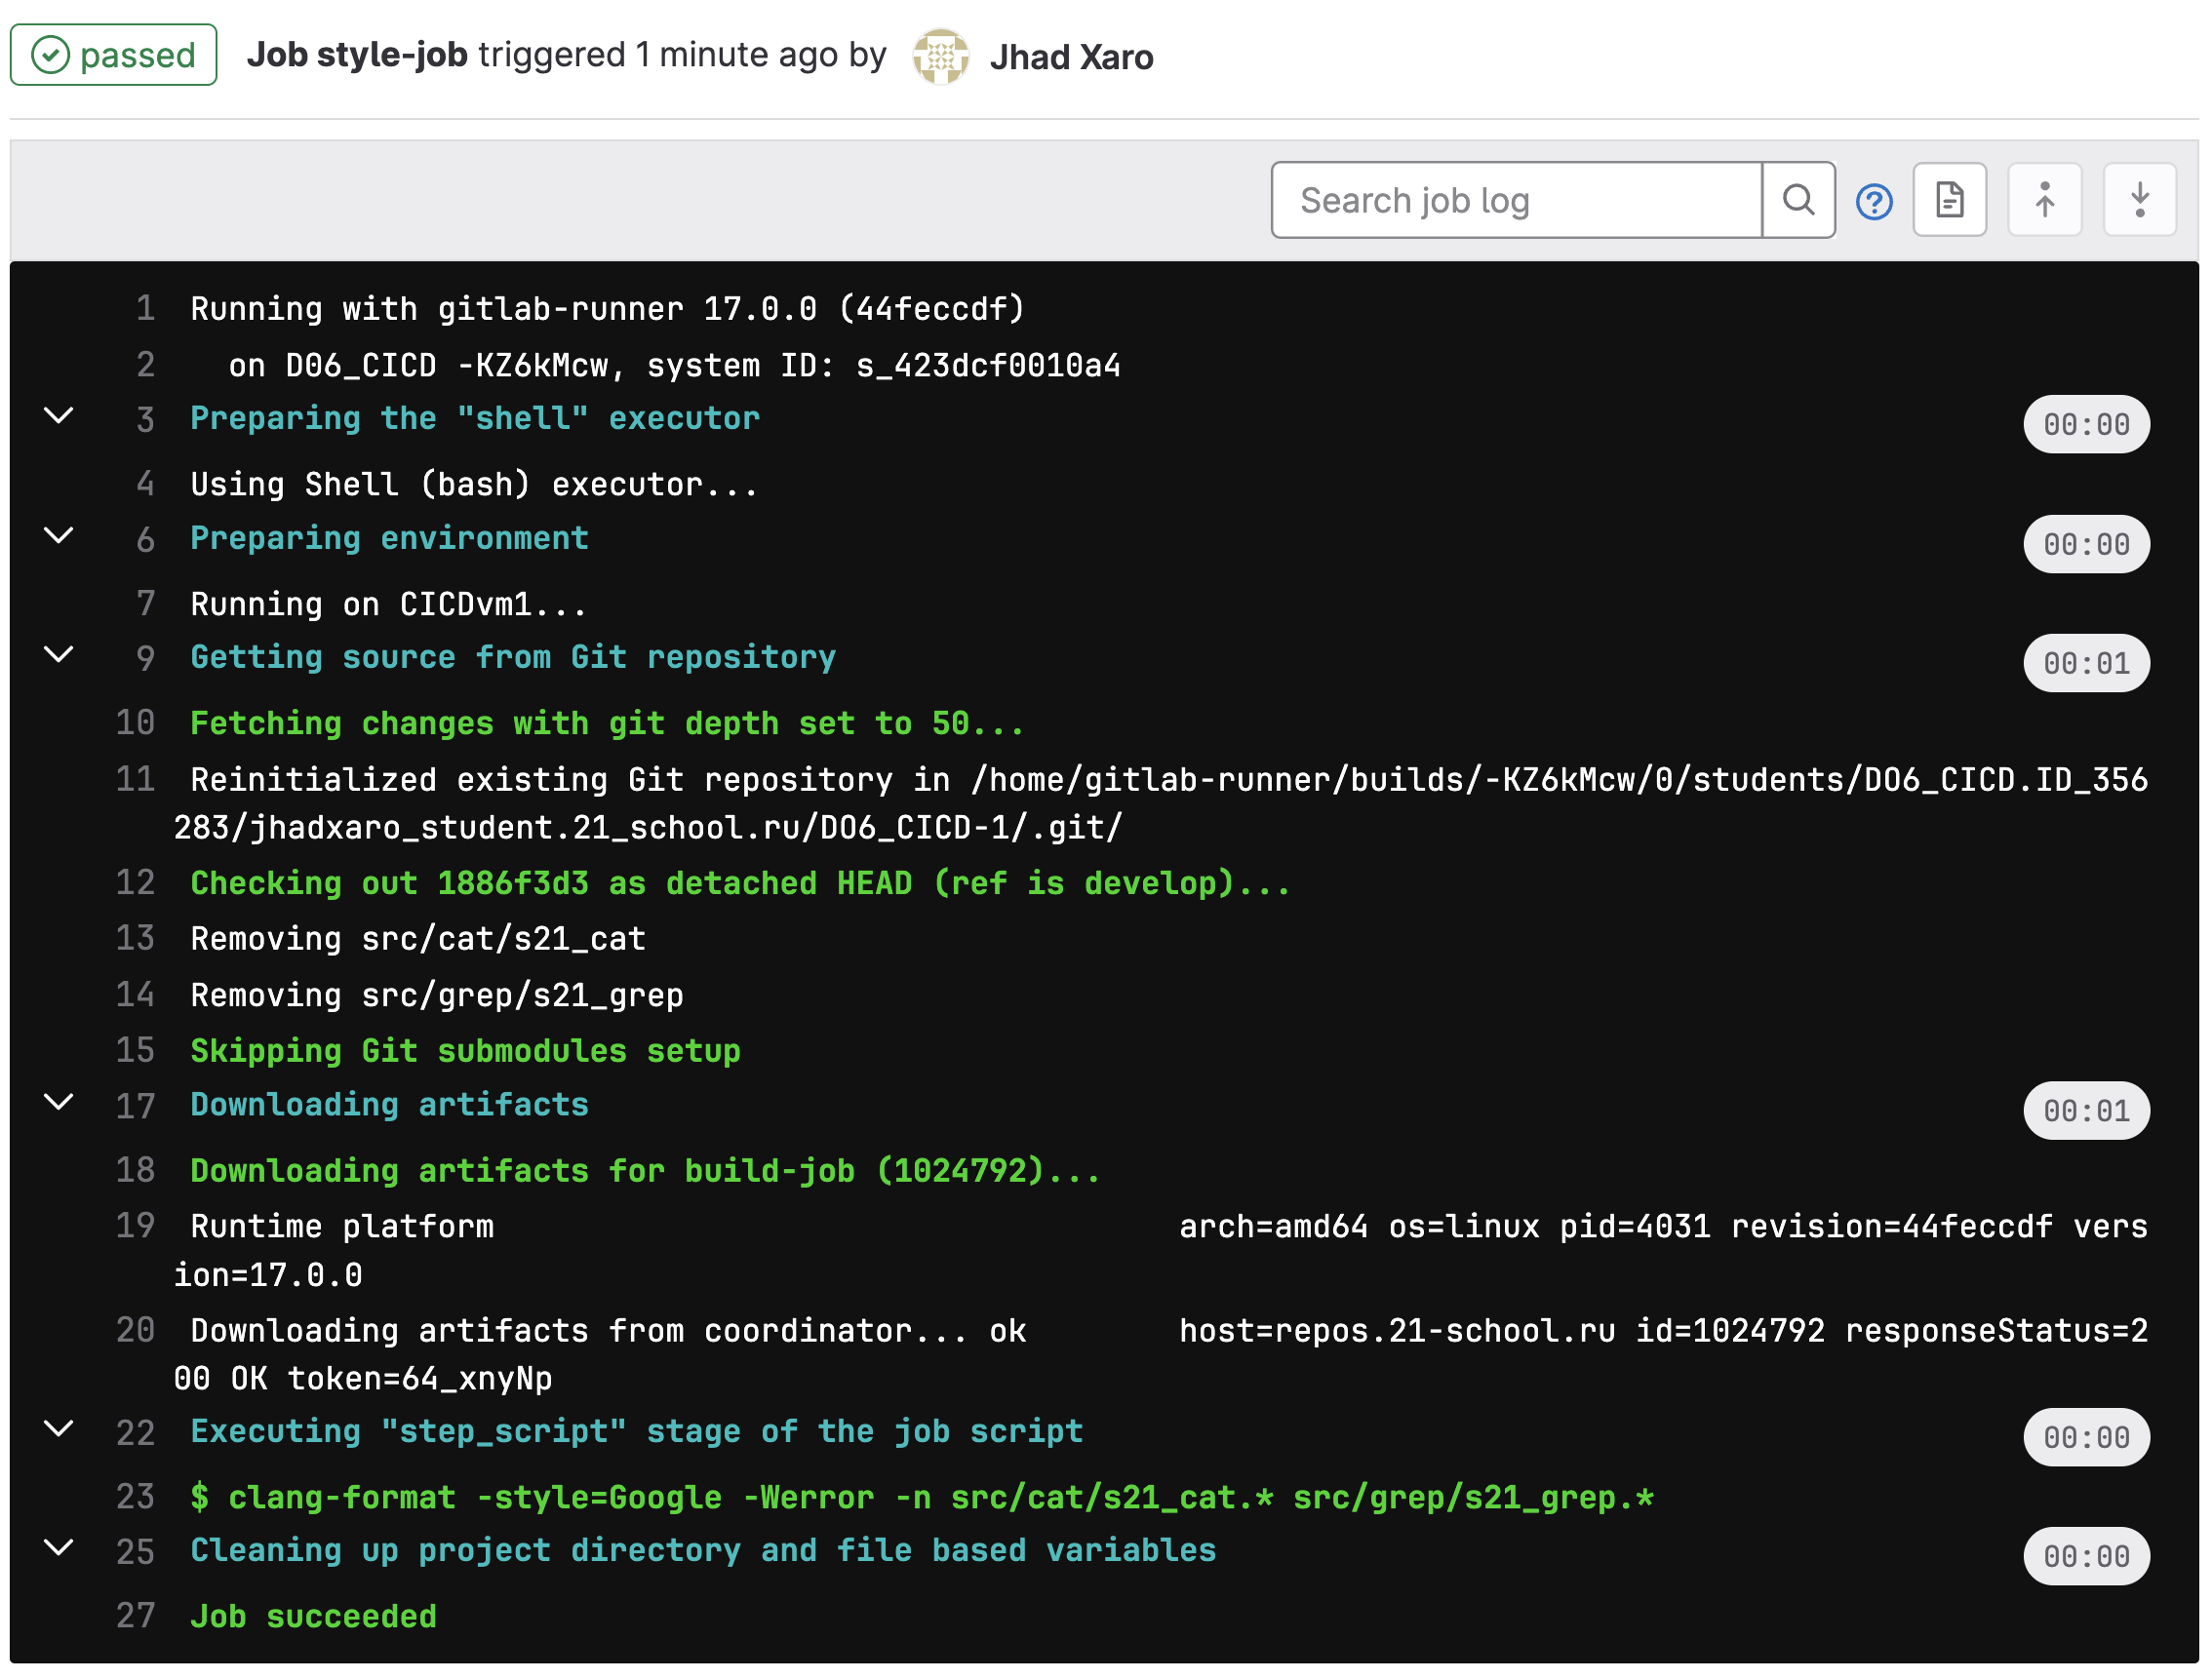 passed Job style-job triggered 1 minute ago by Jhad Xaro
Search job log
1 Running with gitlab-runner 17.0.0 (44feccdf)
2 on D06_CICD -KZ6kMcw, system ID: s_423dcf0010a4
3 Preparing the "shell" executor 00:00
4 Using Shell (bash) executor...
6 Preparing environment 00:00
7 Running on CICDvm1...
9 Getting source from Git repository 00:01
10 Fetching changes with git depth set to 50...
11 Reinitialized existing Git repository in /home/gitlab-runner/builds/-KZ6kMcw/0/students/DO6_CICD.ID_356
283/jhadxaro_student.21_school.ru/DO6_CICD-1/.git/
12 Checking out 1886f3d3 as detached HEAD (ref is develop)...
13 Removing src/cat/s21_cat
14 Removing src/grep/s21_grep
15 Skipping Git submodules setup
17 Downloading artifacts 00:01
18 Downloading artifacts for build-job (1024792)...
19 Runtime platform arch=amd64 os=linux pid=4031 revision=44feccdf vers
ion=17.0.0
20 Downloading artifacts from coordinator... ok host=repos.21-school.ru id=1024792 responseStatus=2
00 OK token=64_xnyNp
22 Executing "step_script" stage of the job script 00:00
23 $ clang-format -style=Google -Werror -n src/cat/s21_cat.* src/grep/s21_grep.*
25 Cleaning up project directory and file based variables 00:00
27 Job succeeded